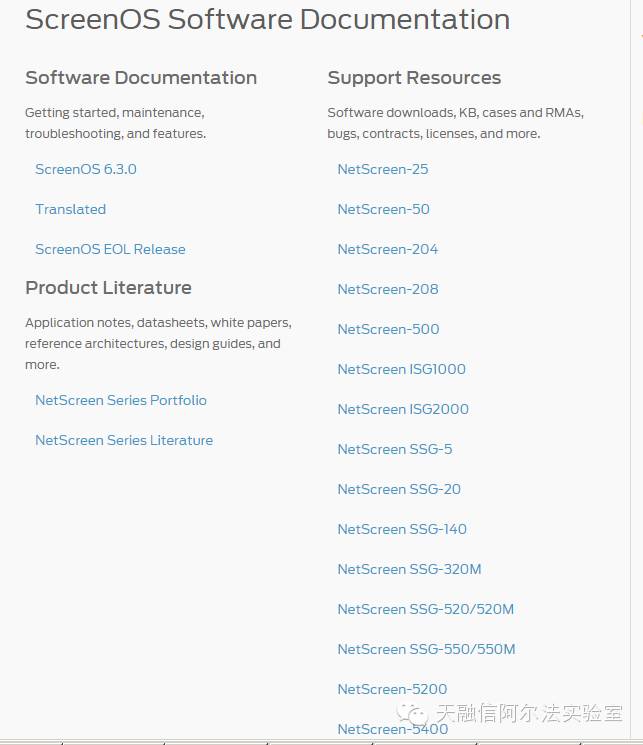 ScreenOS Software Documentation
Software Documentation
Getting started, maintenance,
troubleshooting, and features.
ScreenOS 6.3.0
Translated
ScreenOS EOL Release
Product Literature
Application notes, datasheets, white papers,
reference architectures, design guides, and
more.
NetScreen Series Portfolio
NetScreen Series Literature
Support Resources
Software downloads, KB, cases and RMAs,
bugs, contracts, licenses, and more.
NetScreen-25
NetScreen-50
NetScreen-204
NetScreen-208
NetScreen-500
NetScreen ISG1000
NetScreen ISG2000
NetScreen SSG-5
NetScreen SSG-20
NetScreen SSG-140
NetScreen SSG-320M
NetScreen SSG-520/520M
NetScreen SSG-550/550M
NetScreen-5200
NetScreen-5400
天融信阿尔法实验室